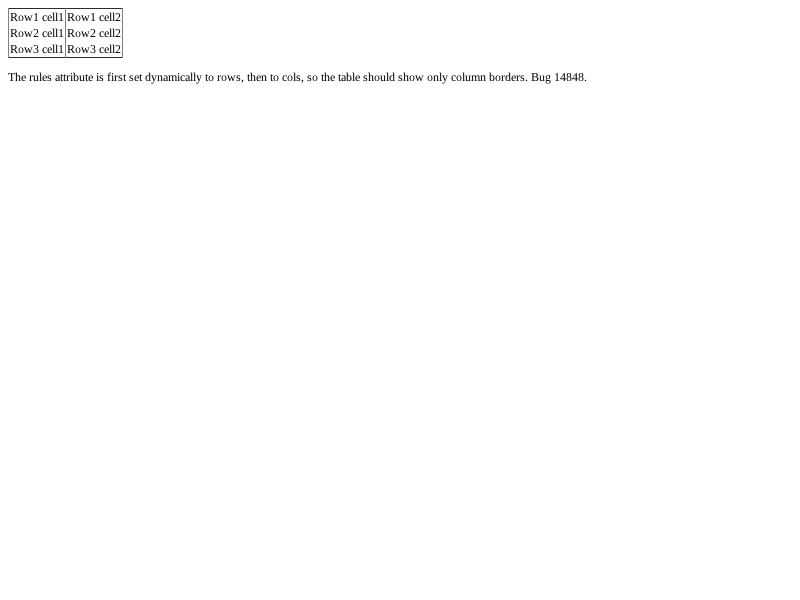 Row1 cell1 Row1 cell2
Row2 cell1 Row2 cell2
Row3 cell1 Row3 cell2
The rules attribute is first set dynamically to rows, then to cols, so the table should show only column borders. Bug 14848.